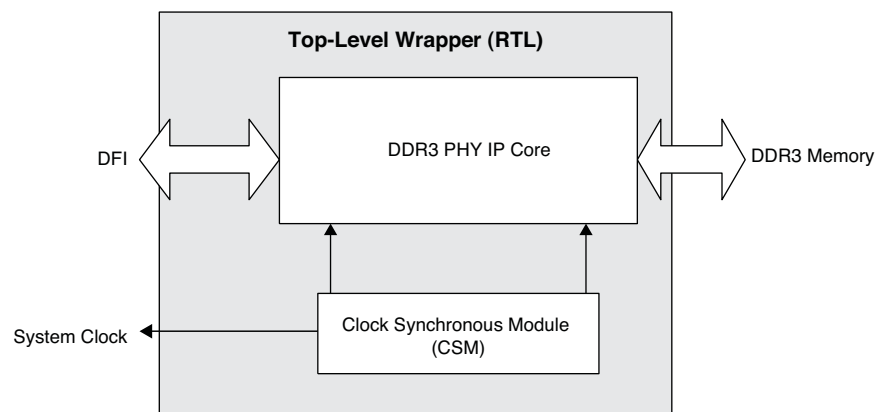 Top-Level Wrapper (RTL)
DDR3 PHY IP Core
DFI
DDR3 Memory
Clock Synchronous Module
(CSM)
System Clock